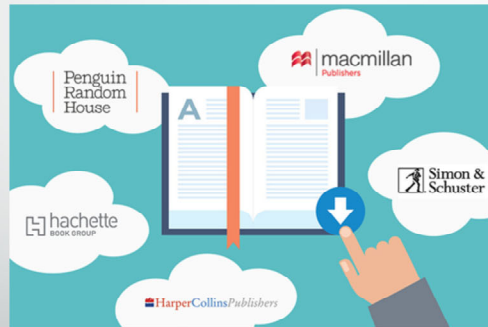 Penguin
Random
House
macmillan
Publishers
A
Simon &
Schuster
hachette
BOOK GROUP
HarperCollinsPublishers